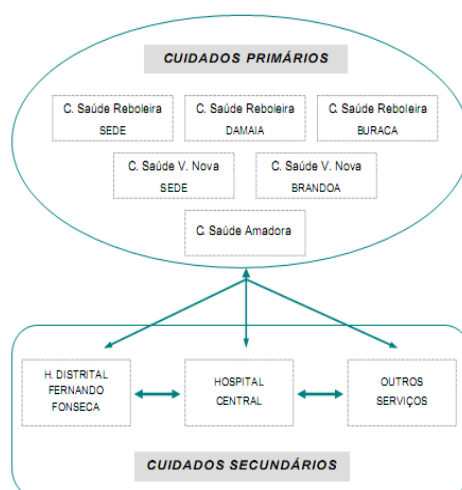 CUIDADOS PRIMÁRIOS
C. Saúde Reboleira
SEDE
C. Saúde Reboleira
DAMAIA
C. Saúde Reboleira
BURACA
C. Saúde V. Nova
SEDE
C. Saúde V. Nova
BRANDOA
C. Saúde Amadora
H. DISTRITAL
FERNANDO
FONSECA
HOSPITAL
CENTRAL
OUTROS
SERVIÇOS
CUIDADOS SECUNDÁRIOS